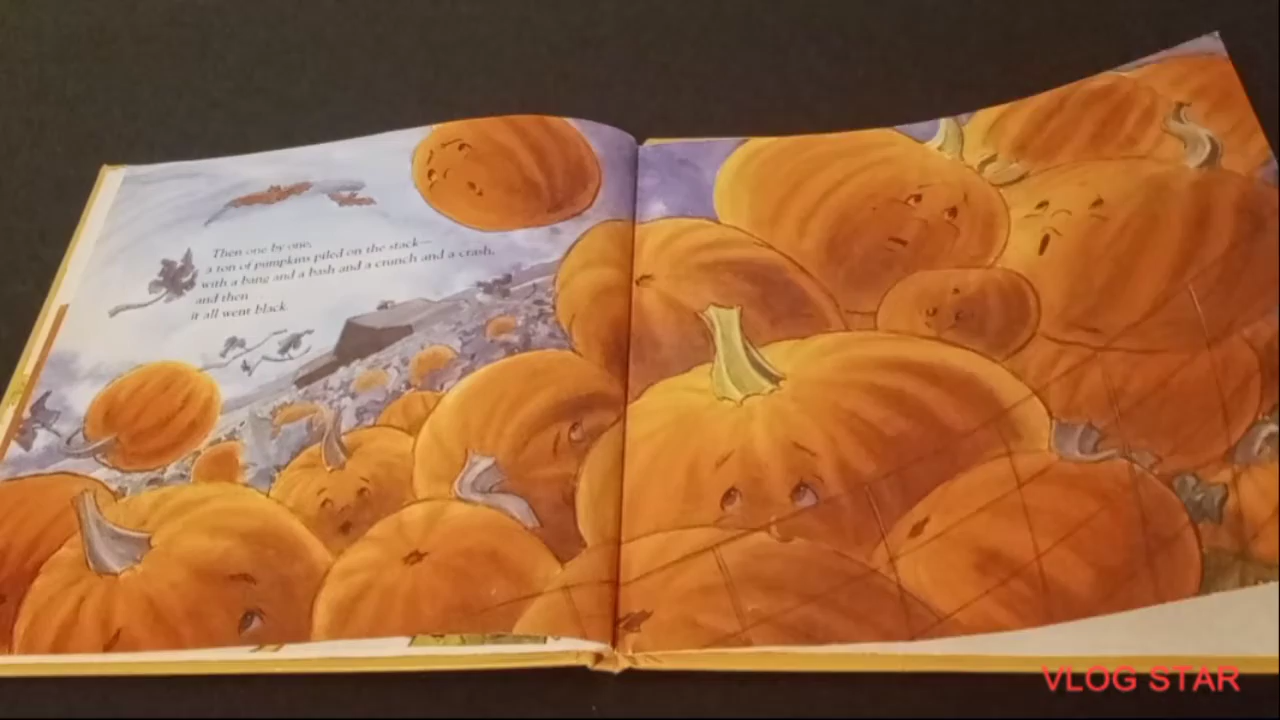 Then one by one,
a ton of pumpkins piled on the stack—
with a bang and a bash and a crunch and a crash,
and then
it all went black.
VLOG STAR